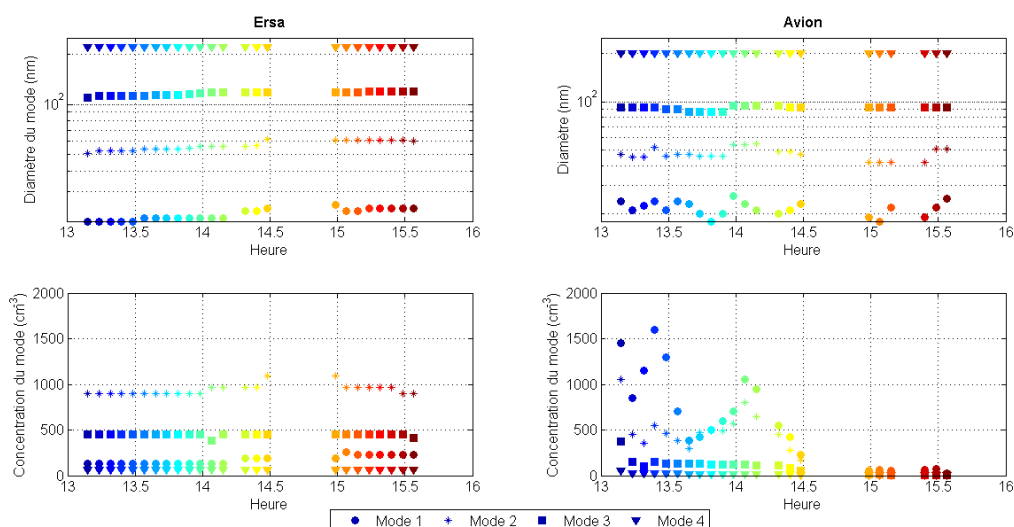 Ersa
Diamètre du mode (nm)
10²
13 13.5 14 14.5 15 15.5 16
Heure
Avion
Diamètre (nm)
10²
13 13.5 14 14.5 15 15.5 16
Heure
Concentration du mode (cm⁻³)
2000
1500
1000
500
0
13 13.5 14 14.5 15 15.5 16
Heure
Concentration du mode (cm⁻³)
2000
1500
1000
500
0
13 13.5 14 14.5 15 15.5 16
Heure
Mode 1 Mode 2 Mode 3 Mode 4